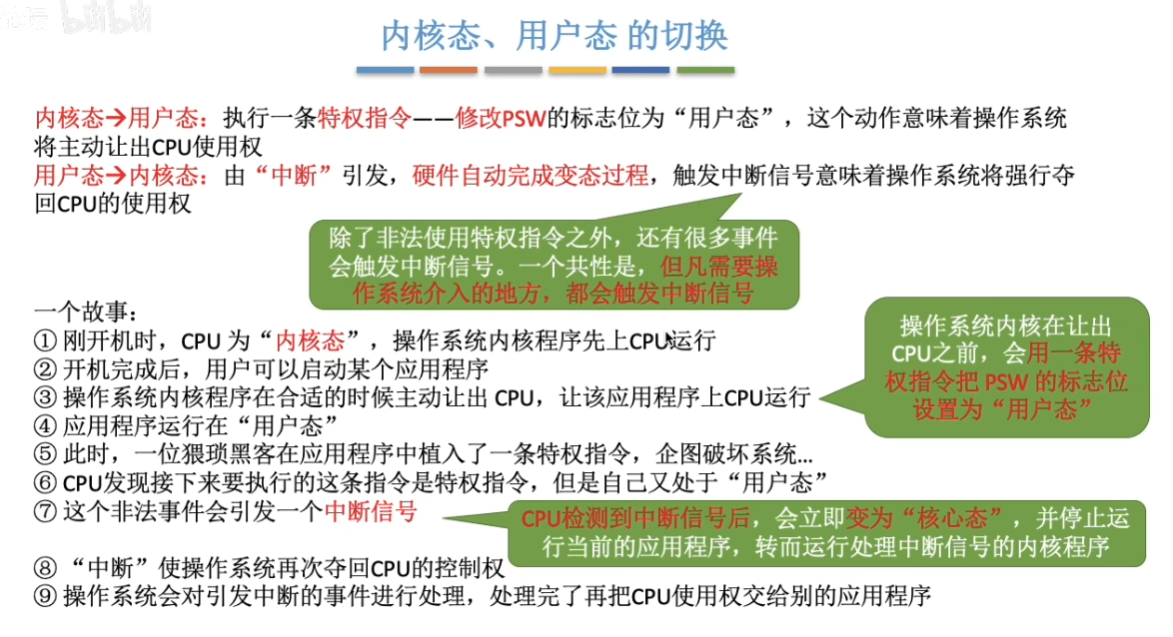 bilibili
内核态、用户态 的切换
内核态→用户态：执行一条特权指令——修改PSW的标志位为“用户态”，这个动作意味着操作系统
将主动让出CPU使用权
用户态→内核态：由“中断”引发，硬件自动完成变态过程，触发中断信号意味着操作系统将强行夺
回CPU的使用权
除了非法使用特权指令之外，还有很多事件
会触发中断信号。一个共性是，但凡需要操
作系统介入的地方，都会触发中断信号
一个故事：
① 刚开机时，CPU 为“内核态”，操作系统内核程序先上CPU运行
② 开机完成后，用户可以启动某个应用程序
③ 操作系统内核程序在合适的时候主动让出 CPU，让该应用程序上CPU运行
④ 应用程序运行在“用户态”
操作系统内核在让出
CPU之前，会用一条特
权指令把 PSW 的标志位
设置为“用户态”
⑤ 此时，一位猥琐黑客在应用程序中植入了一条特权指令，企图破坏系统...
⑥ CPU发现接下来要执行的这条指令是特权指令，但是自己又处于“用户态”
⑦ 这个非法事件会引发一个中断信号
CPU检测到中断信号后，会立即变为“核心态”，并停止运
行当前的应用程序，转而运行处理中断信号的内核程序
⑧ “中断”使操作系统再次夺回CPU的控制权
⑨ 操作系统会对引发中断的事件进行处理，处理完了再把CPU使用权交给别的应用程序